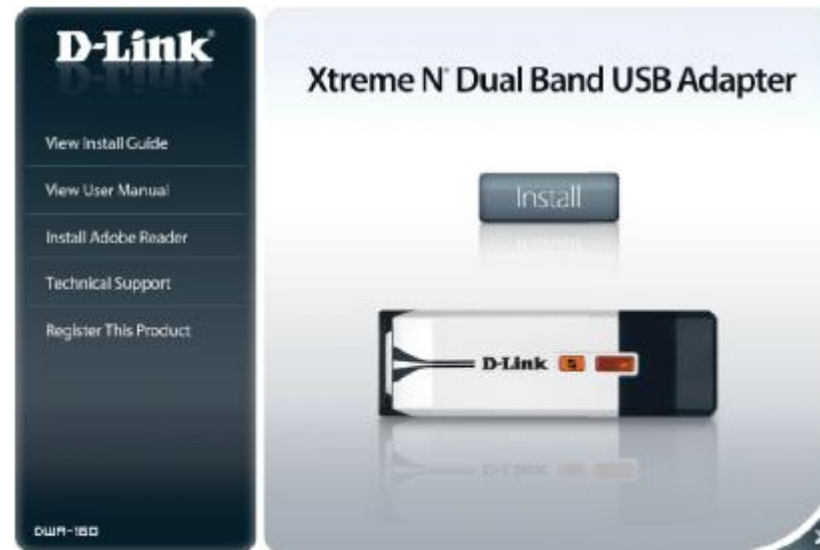 D-Link
View Install Guide
View User Manual
Install Adobe Reader
Technical Support
Register This Product
DWA-160
Xtreme N® Dual Band USB Adapter
Install
D-Link